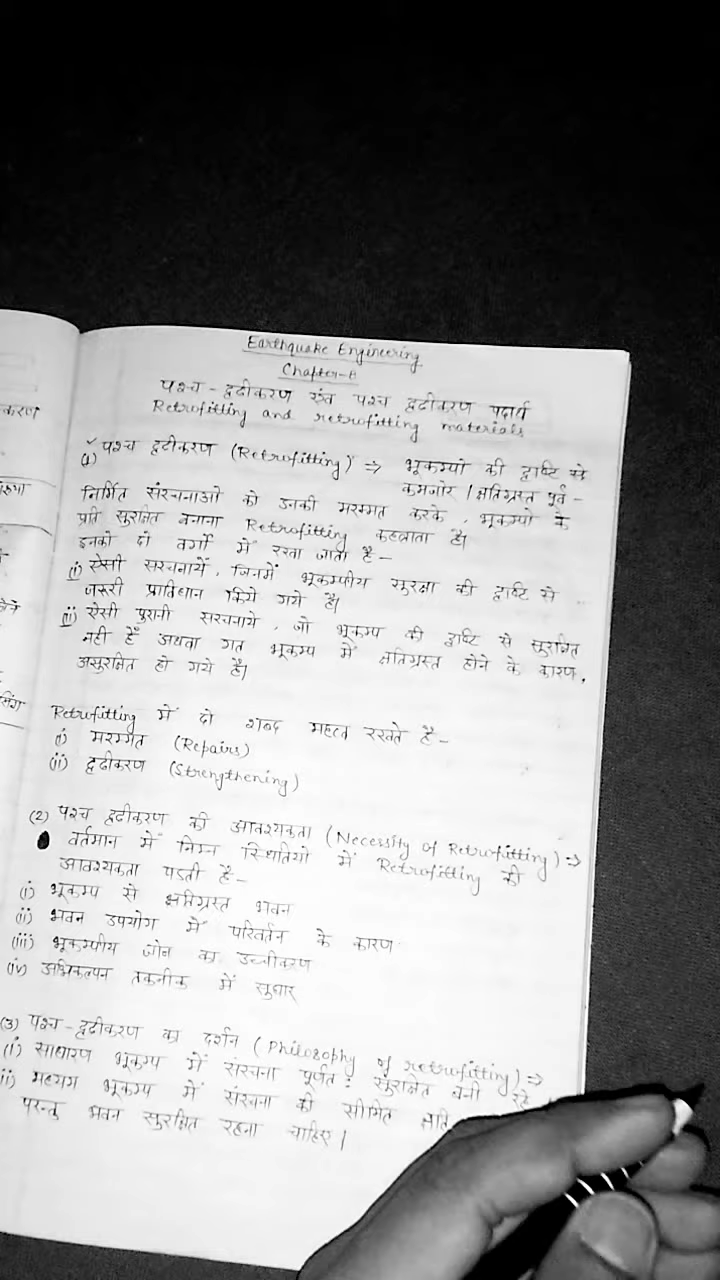 Earthquake Engineering
Chapter-8
पश्च - दृढीकरण एंव पश्च दृढीकरण पदार्थ
Retrofitting and retrofitting materials
(1) पश्च दृढीकरण (Retrofitting) ⇒ भूकम्पों की दृष्टि से
कमजोर / क्षतिग्रस्त पूर्व-
निर्मित संरचनाओं को उनकी मरम्मत करके, भूकम्पों के
प्रति सुरक्षित बनाना Retrofitting कहलाता है।
इनको दो वर्गों में रखा जाता है-
(i) ऐसी सरचनायें, जिनमें भूकम्पीय सुरक्षा की दृष्टि से
जरूरी प्राविधान किये गये है।
(ii) ऐसी पुरानी सरचनाये, जो भूकम्प की दृष्टि से सुरक्षित
नहीं हैं अथवा गत भूकम्प में क्षतिग्रस्त होने के कारण,
असुरक्षित हो गये है।
Retrofitting में दो शब्द महत्व रखते है-
(i) मरम्मत (Repairs)
(ii) दृढीकरण (Strengthening)
(2) पश्च दृढीकरण की आवश्यकता (Necessity of Retrofitting) ⇒
वर्तमान में निम्न स्थितियों में Retrofitting की
आवश्यकता पडती है-
(i) भूकम्प से क्षतिग्रस्त भवन
(ii) भवन उपयोग में परिवर्तन के कारण
(iii) भूकम्पीय जोन का उच्चीकरण
(iv) अभिकल्पन तकनीक में सुधार
(3) पश्च - दृढीकरण का दर्शन (Philosophy of retrofitting) ⇒
(i) साधारण भूकम्प में संरचना पूर्णत: सुरक्षित बनी रहे
ii) मध्यम भूकम्प में संरचना की सीमित
परन्तु भवन सुरक्षित रहना चाहिए।